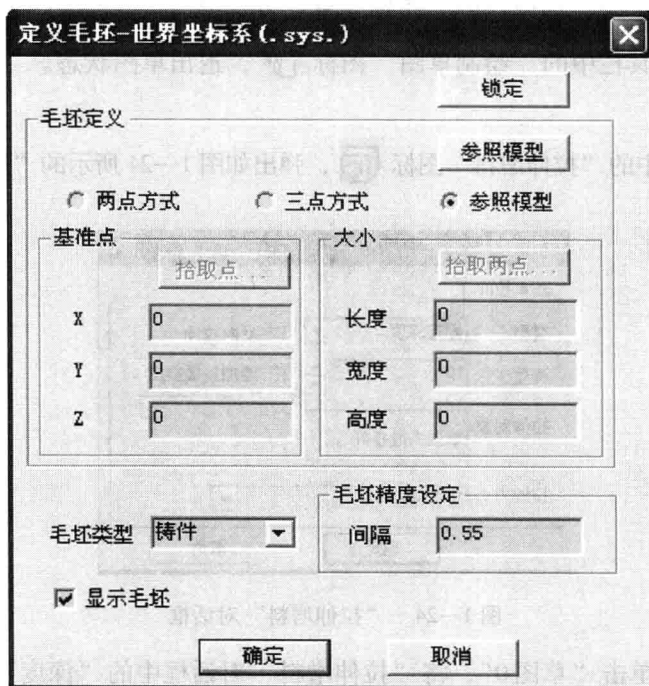 定义毛坯-世界坐标系(.sys.)
锁定
毛坯定义
参照模型
两点方式 三点方式 参照模型
基准点 大小
拾取点... 拾取两点...
X 0 长度 0
Y 0 宽度 0
Z 0 高度 0
毛坯精度设定
毛坯类型 铸件 间隔 0.55
显示毛坯
确定 取消